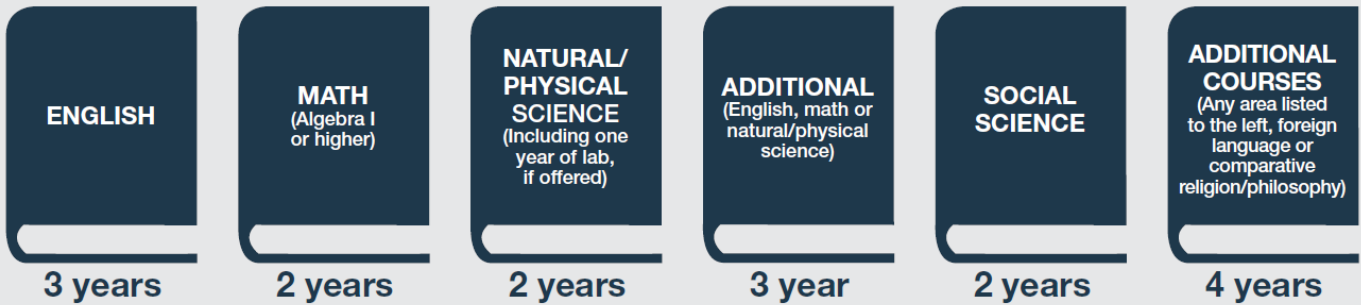 ENGLISH
3 years
MATH
(Algebra I
or higher)
2 years
NATURAL/
PHYSICAL
SCIENCE
(Including one
year of lab,
if offered)
2 years
ADDITIONAL
(English, math or
natural/physical
science)
3 year
SOCIAL
SCIENCE
2 years
ADDITIONAL
COURSES
(Any area listed
to the left, foreign
language or
comparative
religion/philosophy)
4 years